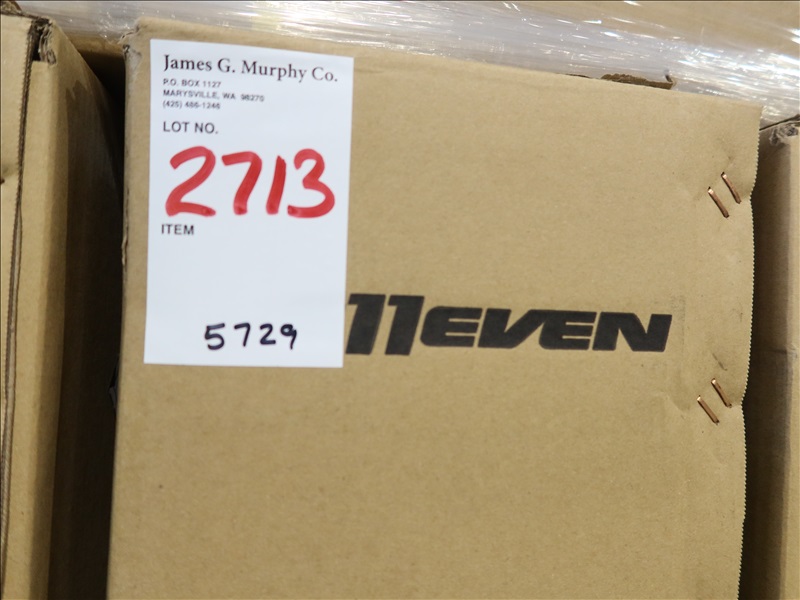 James G. Murphy Co.
P.O. BOX 1127
MARYSVILLE, WA 98270
(425) 486-1246
LOT NO.
2713
ITEM
5729
11EVEN